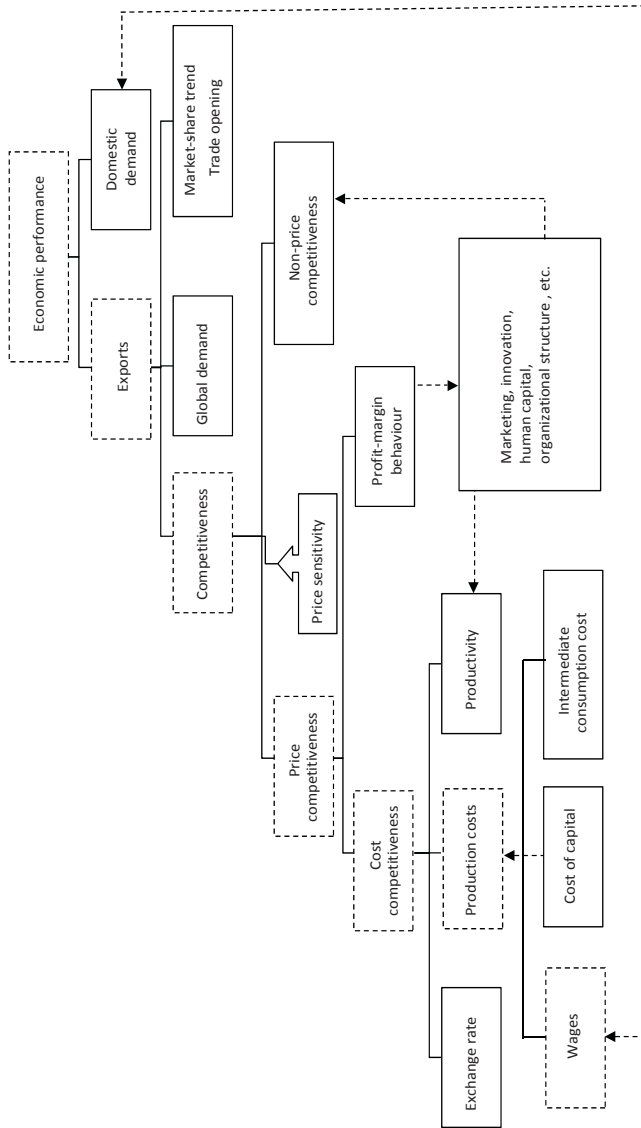 Economic performance
Exports
Domestic
demand
Competitiveness
Global demand
Market-share trend
Trade opening
Price
competitiveness
Price sensitivity
Non-price
competitiveness
Cost
competitiveness
Profit-margin
behaviour
Exchange rate
Production costs
Productivity
Marketing, innovation,
human capital,
organizational structure , etc.
Wages
Cost of capital
Intermediate
consumption cost